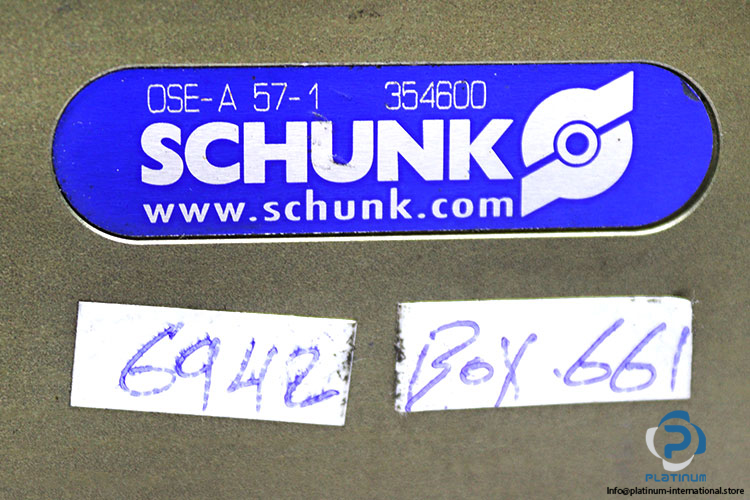 OSE-A 57-1 354600
SCHUNK
www.schunk.com
6942 Box.661
PLATINUM
Info@platinum-international.store